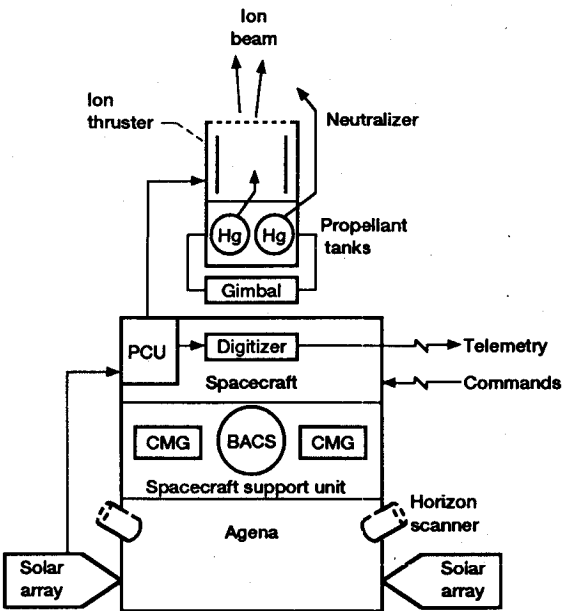 Ion
beam
Ion
thruster
Neutralizer
Hg
Hg
Propellant
tanks
Gimbal
PCU
Digitizer
Telemetry
Spacecraft
Commands
CMG
BACS
CMG
Spacecraft support unit
Horizon
scanner
Agena
Solar
array
Solar
array